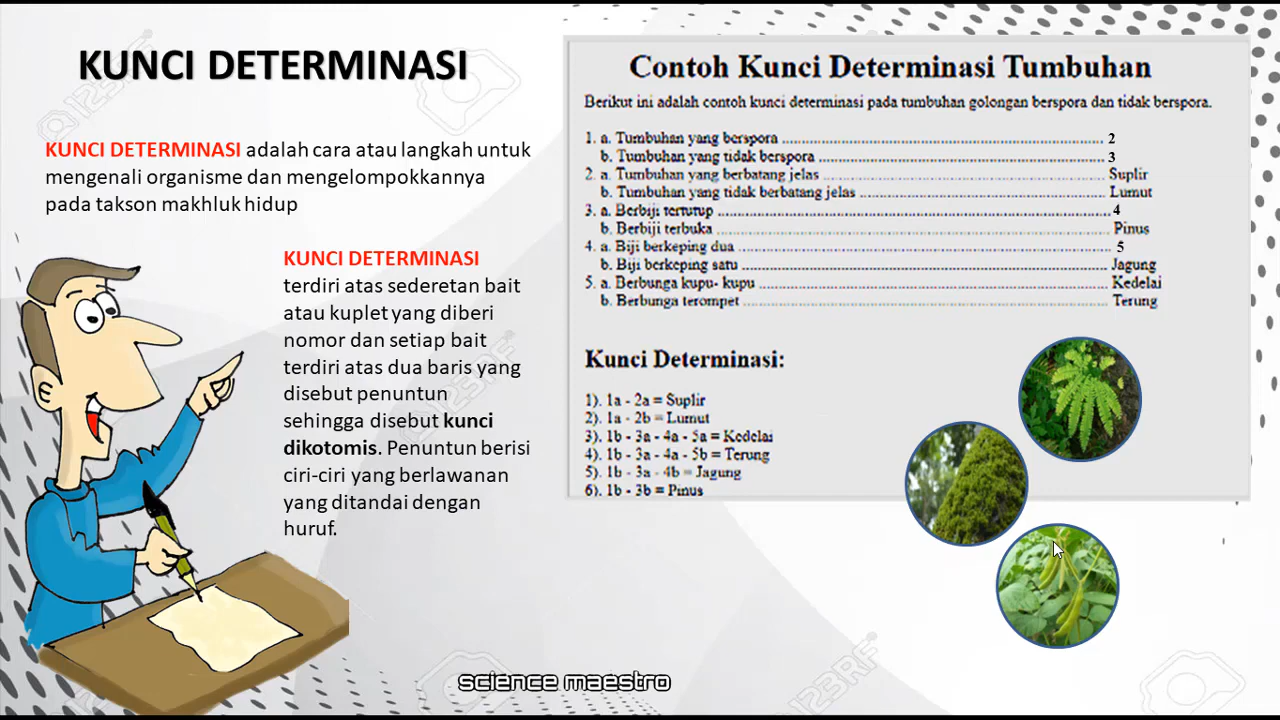 KUNCI DETERMINASI
KUNCI DETERMINASI adalah cara atau langkah untuk
mengenali organisme dan mengelompokkannya
pada takson makhluk hidup
KUNCI DETERMINASI
terdiri atas sederetan bait
atau kuplet yang diberi
nomor dan setiap bait
terdiri atas dua baris yang
disebut penuntun
sehingga disebut kunci
dikotomis. Penuntun berisi
ciri-ciri yang berlawanan
yang ditandai dengan
huruf.
Contoh Kunci Determinasi Tumbuhan
Berikut ini adalah contoh kunci determinasi pada tumbuhan golongan berspora dan tidak berspora.
1. a. Tumbuhan yang berspora ........ 2
b. Tumbuhan yang tidak berspora ........ 3
2. a. Tumbuhan yang berbatang jelas ........ Suplir
b. Tumbuhan yang tidak berbatang jelas ........ Lumut
3. a. Berbiji tertutup ........ 4
b. Berbiji terbuka ........ Pinus
4. a. Biji berkeping dua ........ 5
b. Biji berkeping satu ........ Jagung
5. a. Berbunga kupu- kupu ........ Kedelai
b. Berbunga terompet ........ Terung
Kunci Determinasi:
1). 1a - 2a = Suplir
2). 1a - 2b = Lumut
3). 1b - 3a - 4a - 5a = Kedelai
4). 1b - 3a - 4a - 5b = Terung
5). 1b - 3a - 4b = Jagung
6). 1b - 3b = Pinus
science maestro
123RF
123RF
123RF